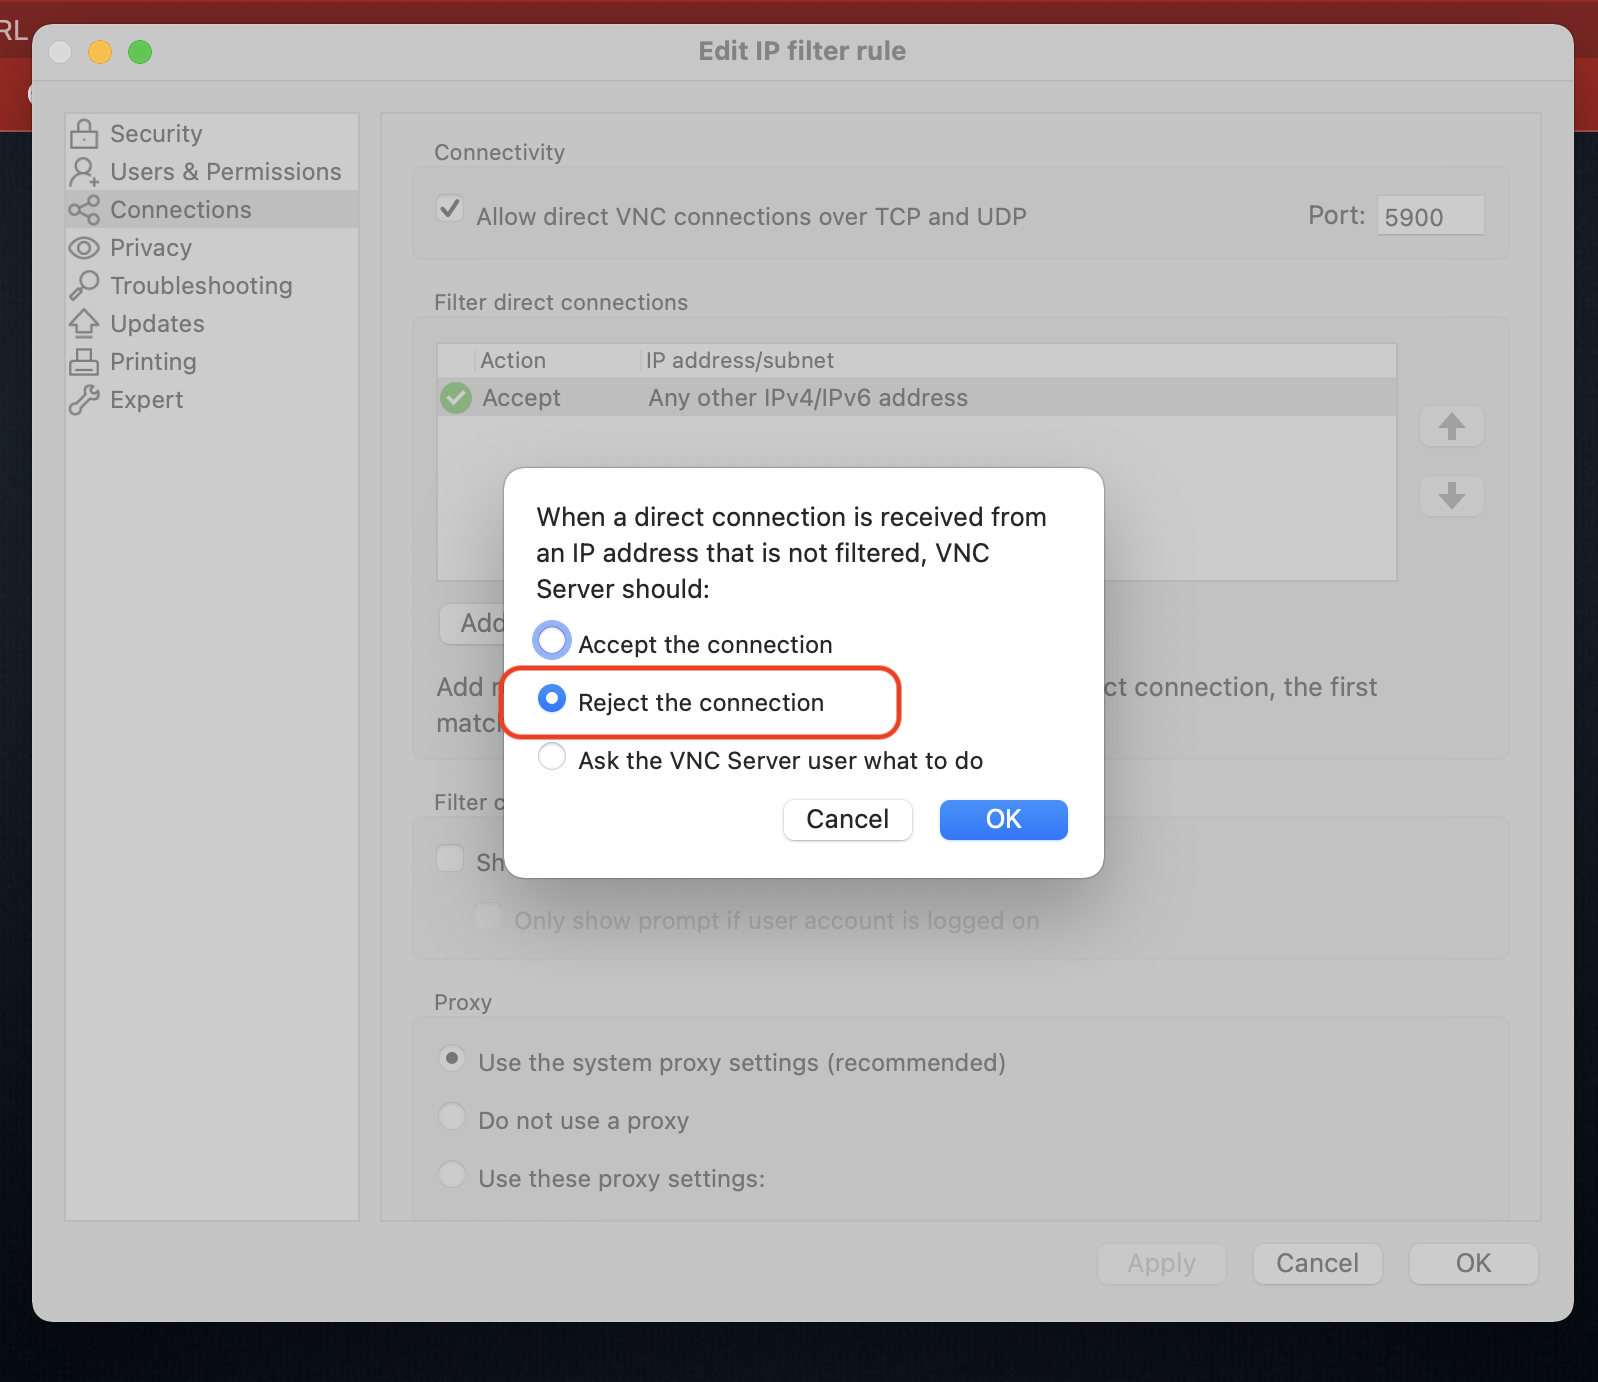 RL
Edit IP filter rule
Security
Users & Permissions
Connections
Privacy
Troubleshooting
Updates
Printing
Expert
Connectivity
Allow direct VNC connections over TCP and UDP
Port: 5900
Filter direct connections
Action IP address/subnet
Accept Any other IPv4/IPv6 address
When a direct connection is received from
an IP address that is not filtered, VNC
Server should:
Accept the connection
Reject the connection
Ask the VNC Server user what to do
Cancel OK
Add
Add ct connection, the first
matc
Filter c
Sh
Only show prompt if user account is logged on
Proxy
Use the system proxy settings (recommended)
Do not use a proxy
Use these proxy settings:
Apply Cancel OK